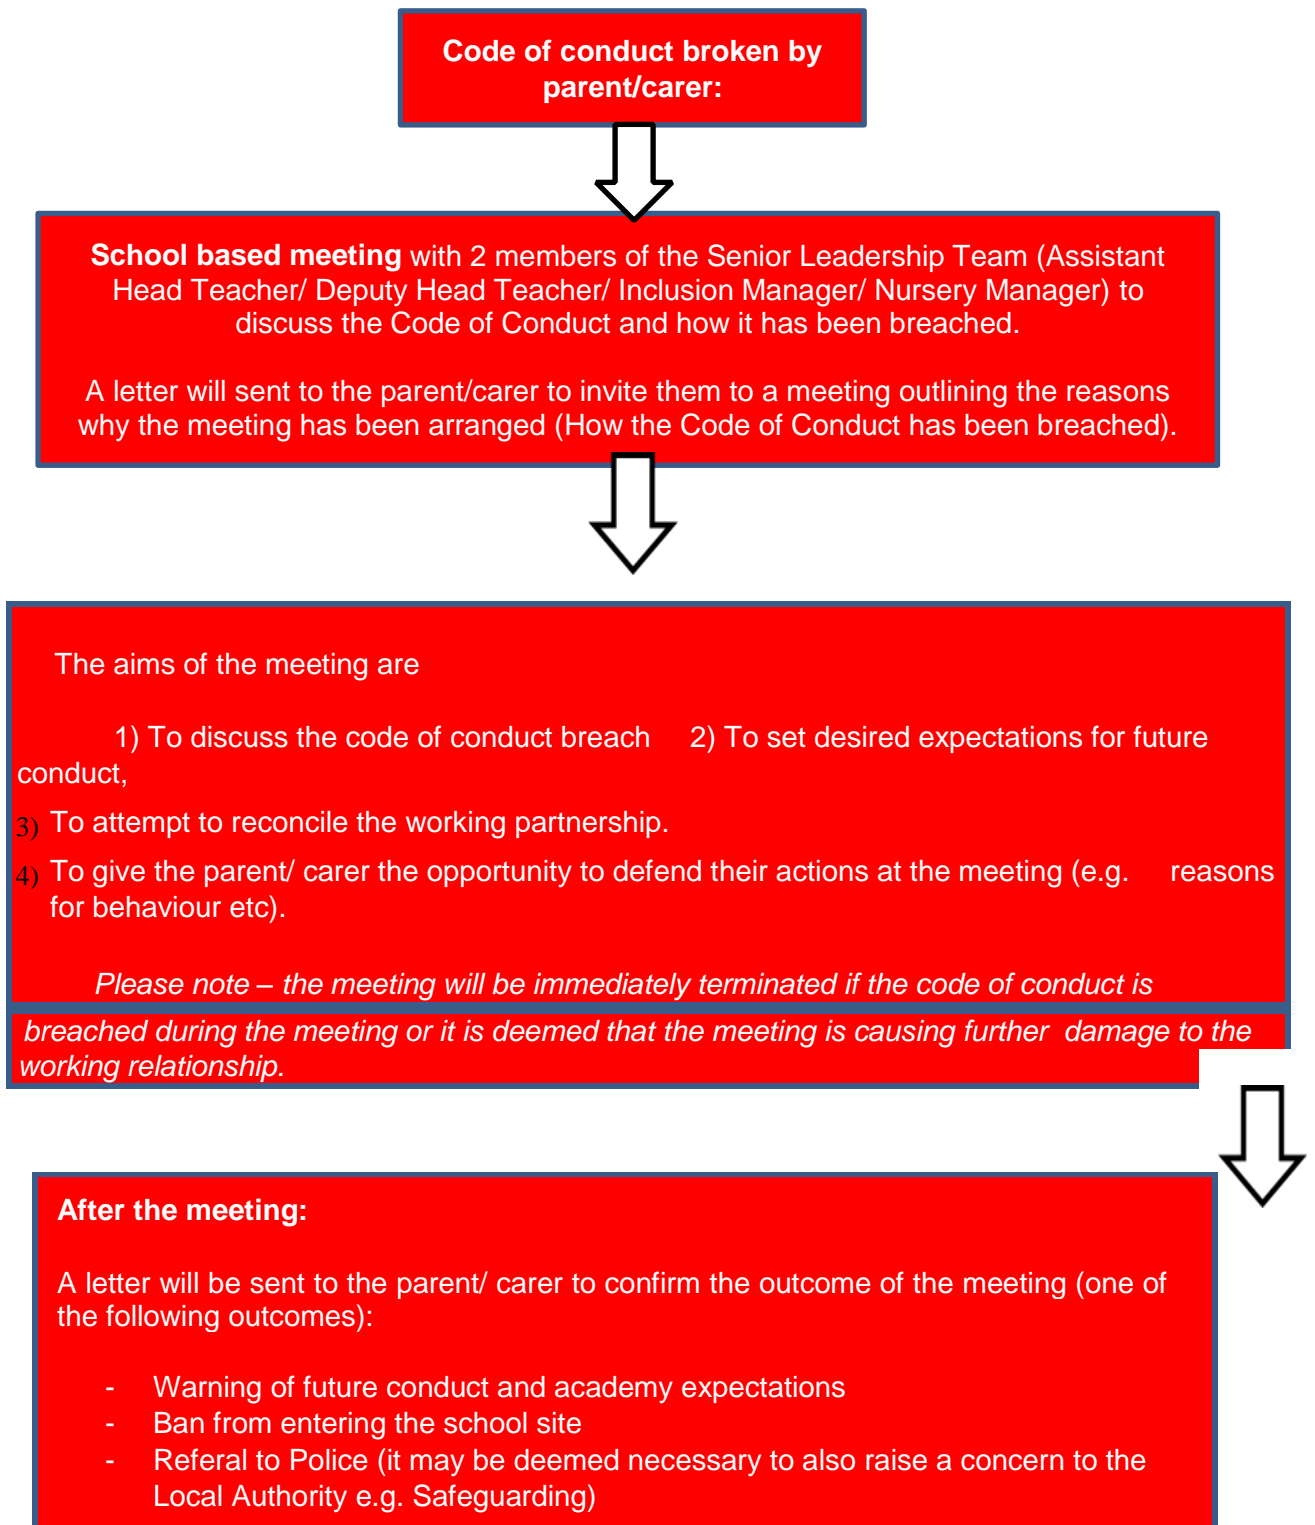 Code of conduct broken by
parent/carer:
School based meeting with 2 members of the Senior Leadership Team (Assistant
Head Teacher/ Deputy Head Teacher/ Inclusion Manager/ Nursery Manager) to
discuss the Code of Conduct and how it has been breached.
A letter will sent to the parent/carer to invite them to a meeting outlining the reasons
why the meeting has been arranged (How the Code of Conduct has been breached).
The aims of the meeting are
1) To discuss the code of conduct breach 2) To set desired expectations for future
conduct,
3) To attempt to reconcile the working partnership.
4) To give the parent/ carer the opportunity to defend their actions at the meeting (e.g. reasons
for behaviour etc).
Please note – the meeting will be immediately terminated if the code of conduct is
breached during the meeting or it is deemed that the meeting is causing further damage to the
working relationship.
After the meeting:
A letter will be sent to the parent/ carer to confirm the outcome of the meeting (one of
the following outcomes):
- Warning of future conduct and academy expectations
- Ban from entering the school site
- Referal to Police (it may be deemed necessary to also raise a concern to the
Local Authority e.g. Safeguarding)